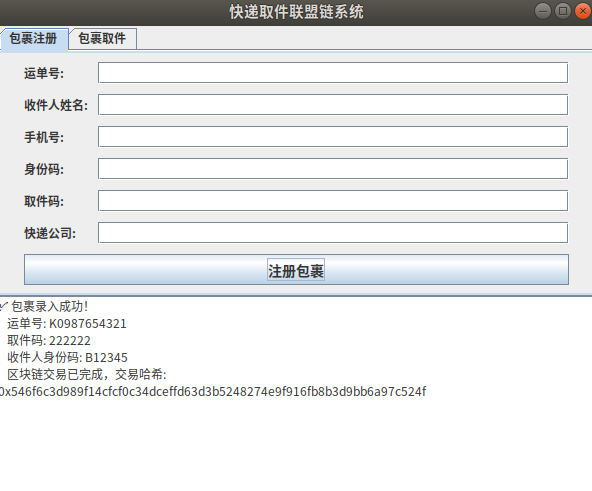 快递取件联盟链系统
包裹注册 包裹取件
运单号:
收件人姓名:
手机号:
身份码:
取件码:
快递公司:
注册包裹
包裹录入成功！
运单号: K0987654321
取件码: 222222
收件人身份码: B12345
区块链交易已完成，交易哈希:
0x546f6c3d989f14cfcf0c34dceffd63d3b5248274e9f916fb8b3d9bb6a97c524f